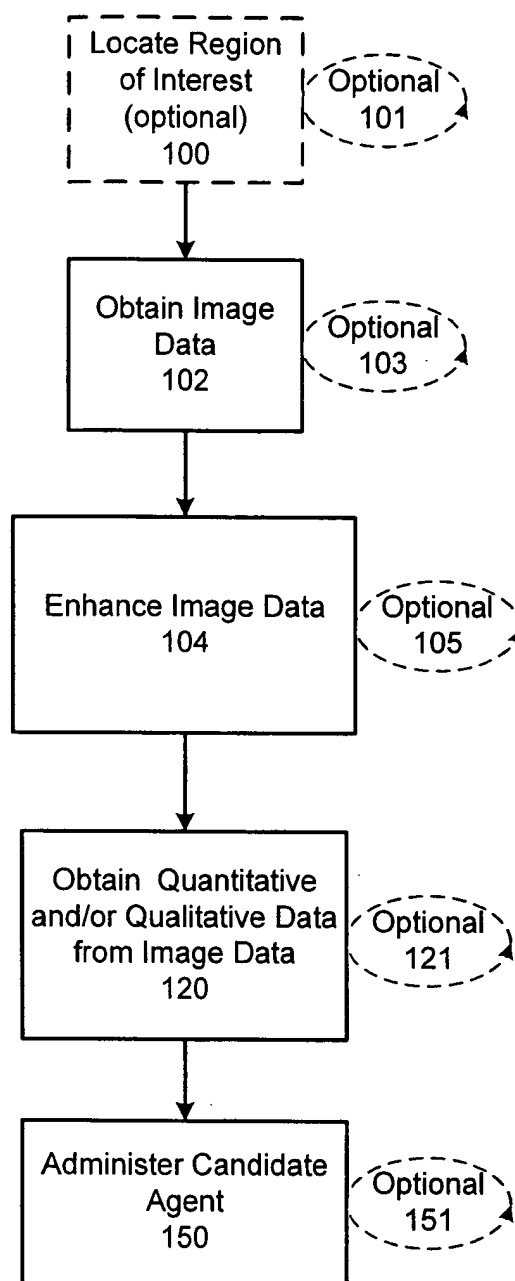 Locate Region
of Interest
(optional)
100
Optional
101
Obtain Image
Data
102
Optional
103
Enhance Image Data
104
Optional
105
Obtain Quantitative
and/or Qualitative Data
from Image Data
120
Optional
121
Administer Candidate
Agent
150
Optional
151